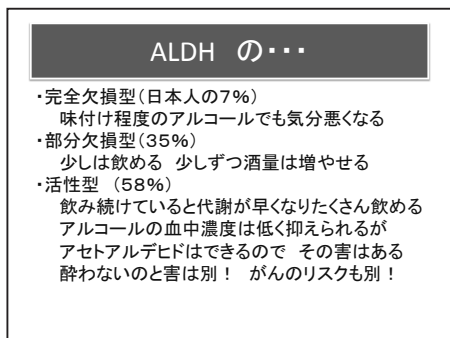 ALDH の・・・
・完全欠損型(日本人の7%)
味付け程度のアルコールでも気分悪くなる
・部分欠損型(35%)
少しは飲める 少しずつ酒量は増やせる
・活性型 (58%)
飲み続けていると代謝が早くなりたくさん飲める
アルコールの血中濃度は低く抑えられるが
アセトアルデヒドはできるので その害はある
酔わないのと害は別! がんのリスクも別!